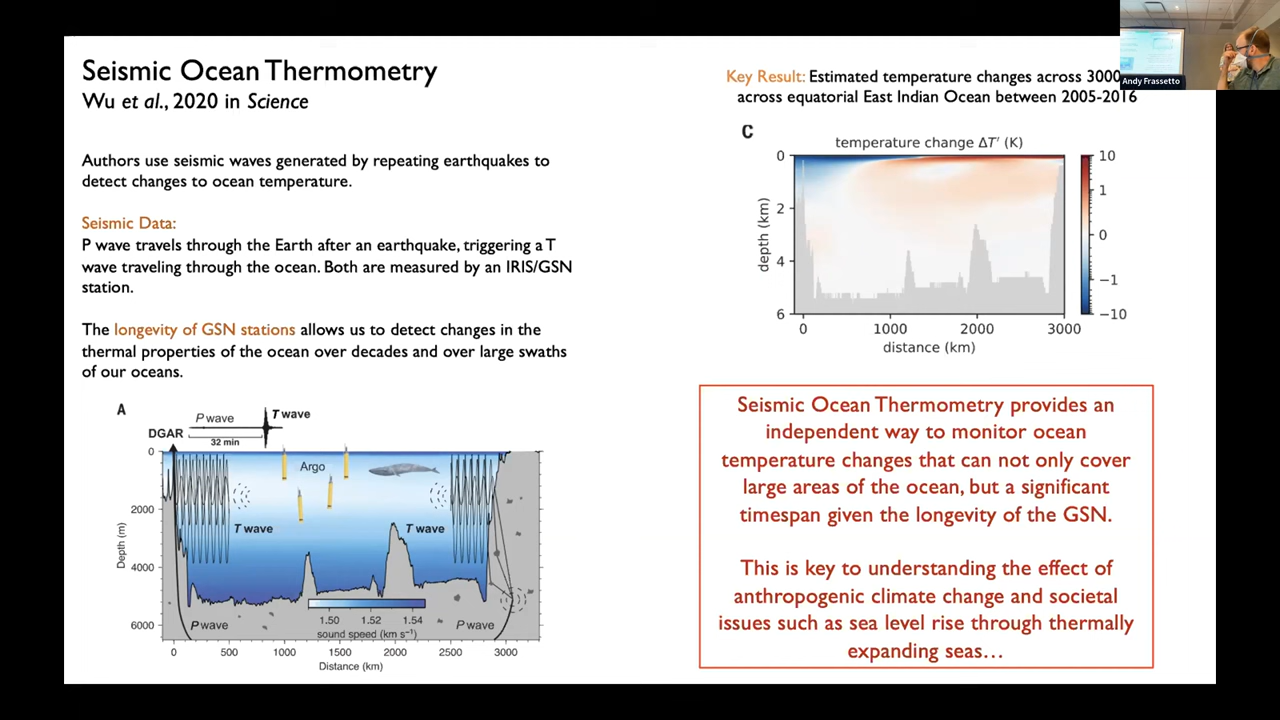 Seismic Ocean Thermometry
Wu et al., 2020 in Science
Authors use seismic waves generated by repeating earthquakes to
detect changes to ocean temperature.
Seismic Data:
P wave travels through the Earth after an earthquake, triggering a T
wave traveling through the ocean. Both are measured by an IRIS/GSN
station.
The longevity of GSN stations allows us to detect changes in the
thermal properties of the ocean over decades and over large swaths
of our oceans.
A
P wave
T wave
DGAR
32 min
Argo
T wave
T wave
P wave
P wave
0
2000
4000
6000
Depth (m)
1.50 1.52 1.54
sound speed (km s⁻¹)
0 500 1000 1500 2000 2500 3000
Distance (km)
Key Result: Estimated temperature changes across 3000
across equatorial East Indian Ocean between 2005-2016
C
temperature change ΔT′ (K)
0
2
4
6
depth (km)
0 1000 2000 3000
distance (km)
10
1
0
−1
−10
Seismic Ocean Thermometry provides an
independent way to monitor ocean
temperature changes that can not only cover
large areas of the ocean, but a significant
timespan given the longevity of the GSN.
This is key to understanding the effect of
anthropogenic climate change and societal
issues such as sea level rise through thermally
expanding seas…
Andy Frassetto